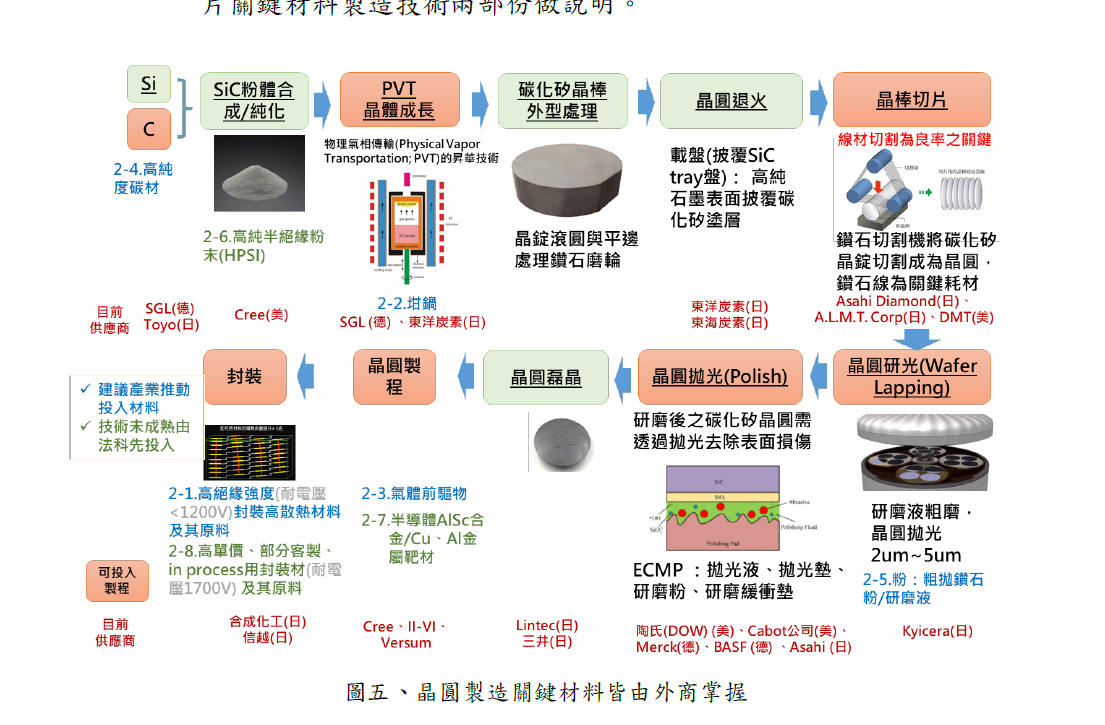 片關鍵材料製造技術兩部份做說明。
Si
C
2-4.高純
度碳材
SiC粉體合
成/純化
2-6.高純半絕緣粉
末(HPSI)
PVT
晶體成長
物理氣相傳輸(Physical Vapor
Transportation; PVT)的昇華技術
2-2.坩鍋
碳化矽晶棒
外型處理
晶錠滾圓與平邊
處理鑽石磨輪
晶圓退火
載盤(披覆SiC
tray盤)： 高純
石墨表面披覆碳
化矽塗層
晶棒切片
線材切割為良率之關鍵
鑽石切割機將碳化矽
晶錠切割成為晶圓，
鑽石線為關鍵耗材
目前
供應商
SGL(德)
Toyo(日)
Cree(美)
SGL (德) 、東洋炭素(日)
東洋炭素(日)
東海炭素(日)
Asahi Diamond(日)、
A.L.M.T. Corp(日)、DMT(美)
✓ 建議產業推動
投入材料
✓ 技術未成熟由
法科先投入
封裝
2-1.高絕緣強度(耐電壓
<1200V)封裝高散熱材料
及其原料
2-8.高單價、部分客製、
in process用封裝材(耐電
壓1700V) 及其原料
晶圓製
程
2-3.氣體前驅物
2-7.半導體AlSc合
金/Cu、Al金
屬靶材
晶圓磊晶
晶圓拋光(Polish)
研磨後之碳化矽晶圓需
透過拋光去除表面損傷
SiC
SiO₂
Abrasive
Polishing Fluid
Polishing Pad
ECMP ：拋光液、拋光墊、
研磨粉、研磨緩衝墊
晶圓研光(Wafer
Lapping)
研磨液粗磨，
晶圓拋光
2um~5um
2-5.粉：粗拋鑽石
粉/研磨液
可投入
製程
目前
供應商
合成化工(日)
信越(日)
Cree、II-VI、
Versum
Lintec(日)
三井(日)
陶氏(DOW) (美)、Cabot公司(美)、
Merck(德)、BASF (德) 、Asahi (日)
Kyicera(日)
圖五、晶圓製造關鍵材料皆由外商掌握